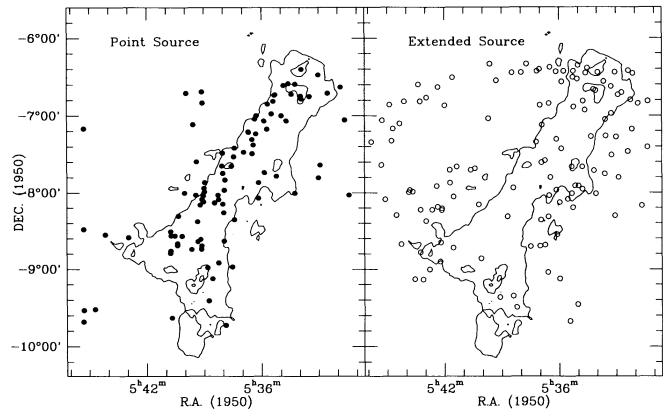 Point Source
Extended Source
DEC. (1950)
−6°00'
−7°00'
−8°00'
−9°00'
−10°00'
5ʰ42ᵐ
5ʰ36ᵐ
5ʰ42ᵐ
5ʰ36ᵐ
R.A. (1950)
R.A. (1950)